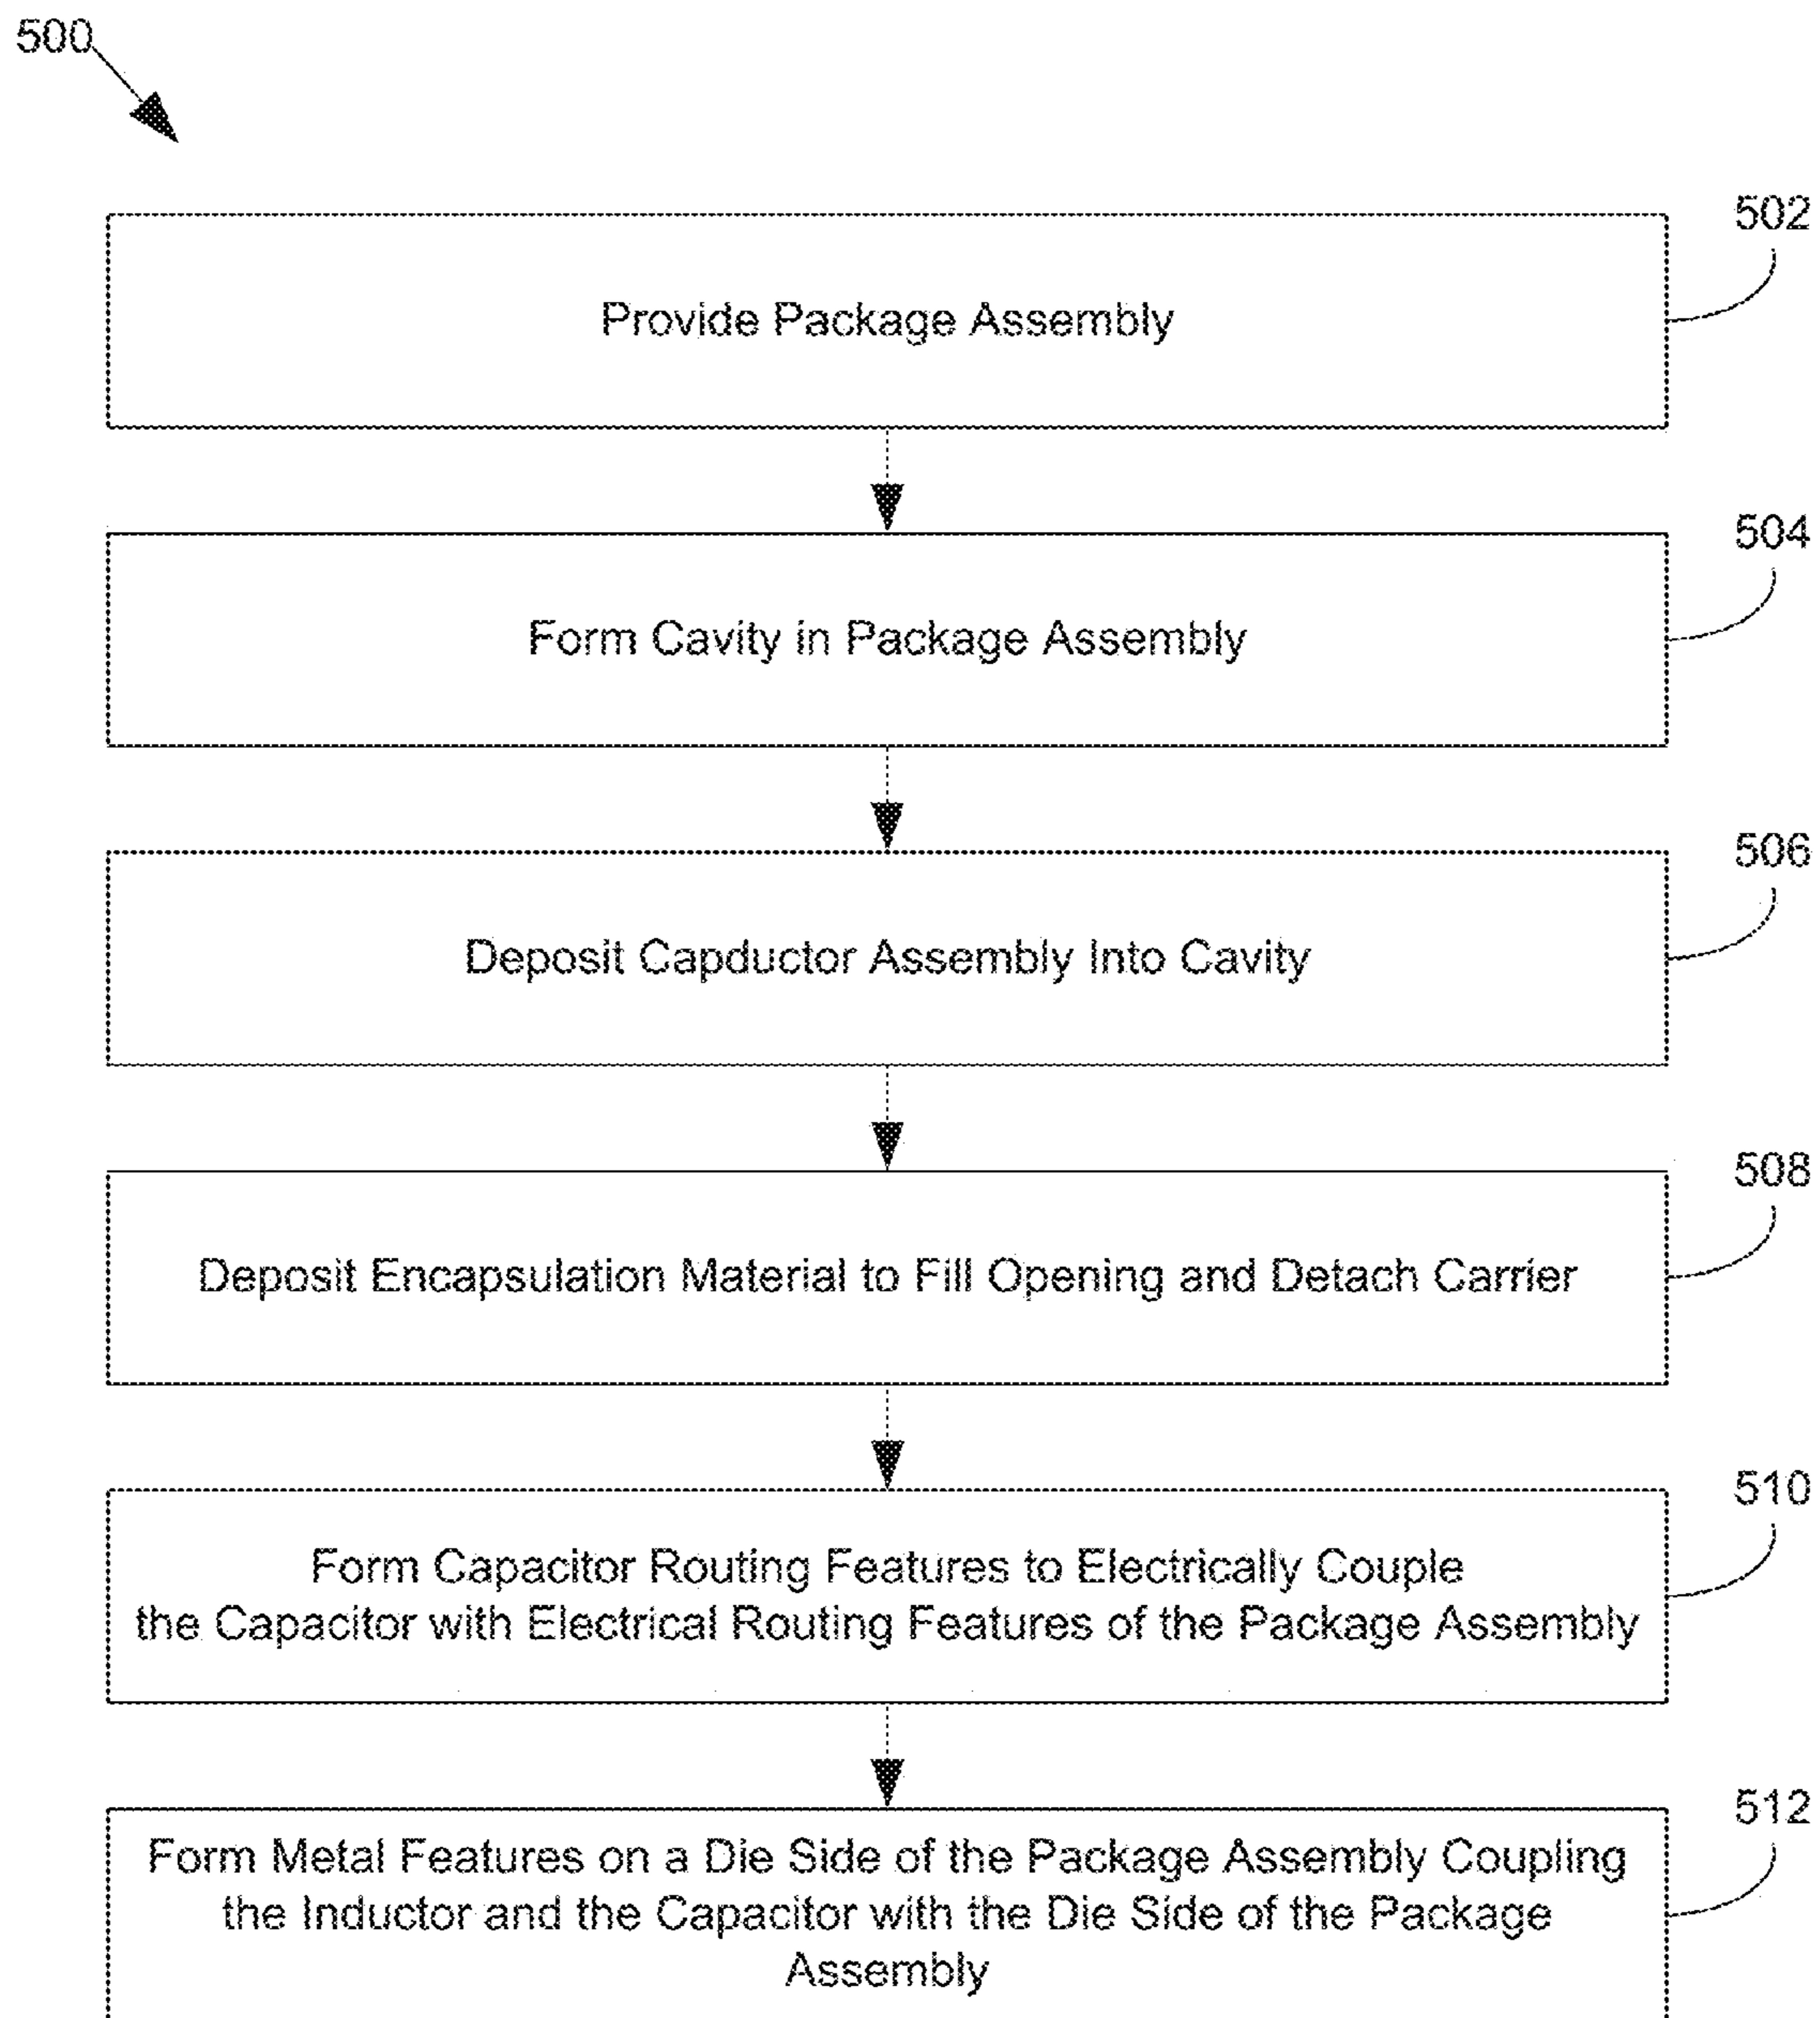 500
502
Provide Package Assembly
504
Form Cavity in Package Assembly
506
Deposit Capductor Assembly Into Cavity
508
Deposit Encapsulation Material to Fill Opening and Detach Carrier
510
Form Capacitor Routing Features to Electrically Couple
the Capacitor with Electrical Routing Features of the Package Assembly
512
Form Metal Features on a Die Side of the Package Assembly Coupling
the Inductor and the Capacitor with the Die Side of the Package
Assembly